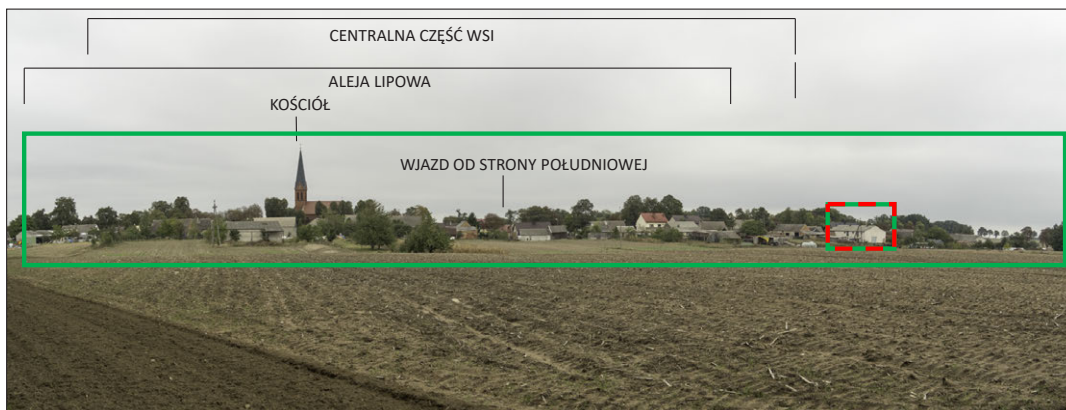 CENTRALNA CZĘŚĆ WSI
ALEJA LIPOWA
KOŚCIÓŁ
WJAZD OD STRONY POŁUDNIOWEJ